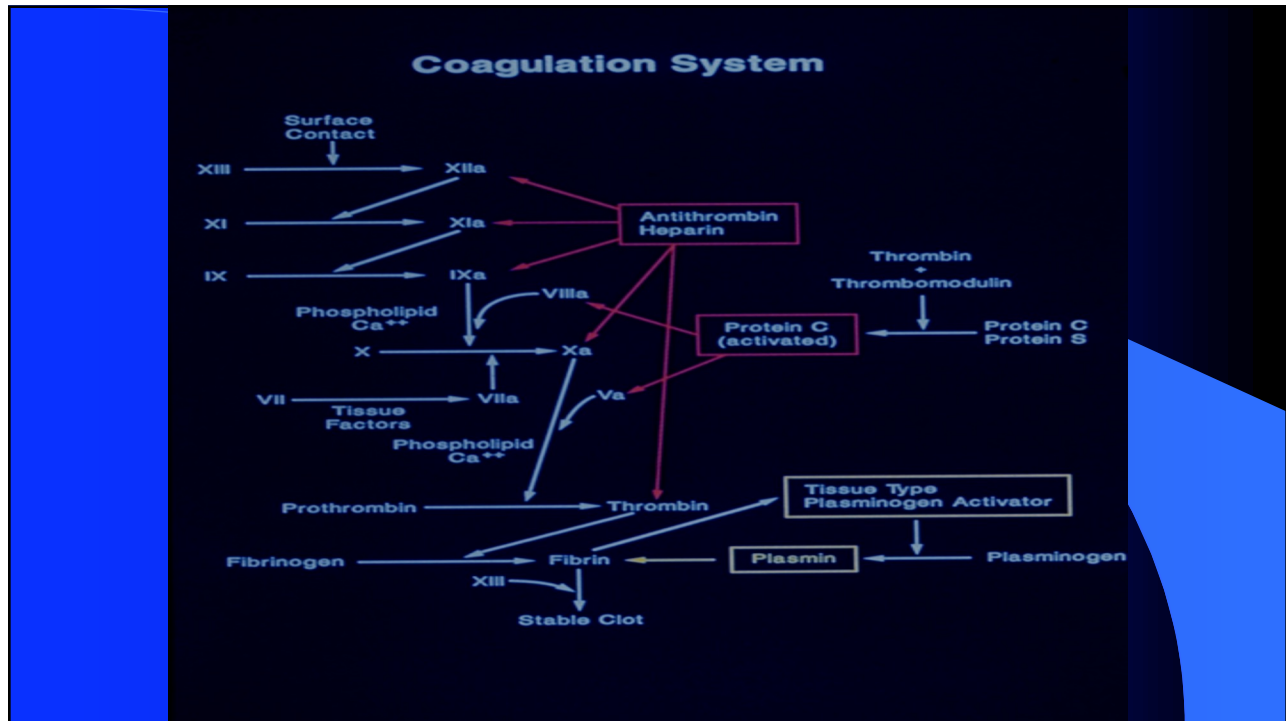 Coagulation System
Surface
Contact
XIII
XIIa
XI
XIa
Antithrombin
Heparin
Thrombin
+
Thrombomodulin
IX
IXa
VIIIa
Phospholipid
Ca++
Protein C
(activated)
Protein C
Protein S
X
Xa
VII
VIIa
Va
Tissue
Factors
Phospholipid
Ca++
Tissue Type
Plasminogen Activator
Prothrombin
Thrombin
Fibrinogen
Fibrin
Plasmin
Plasminogen
XIII
Stable Clot